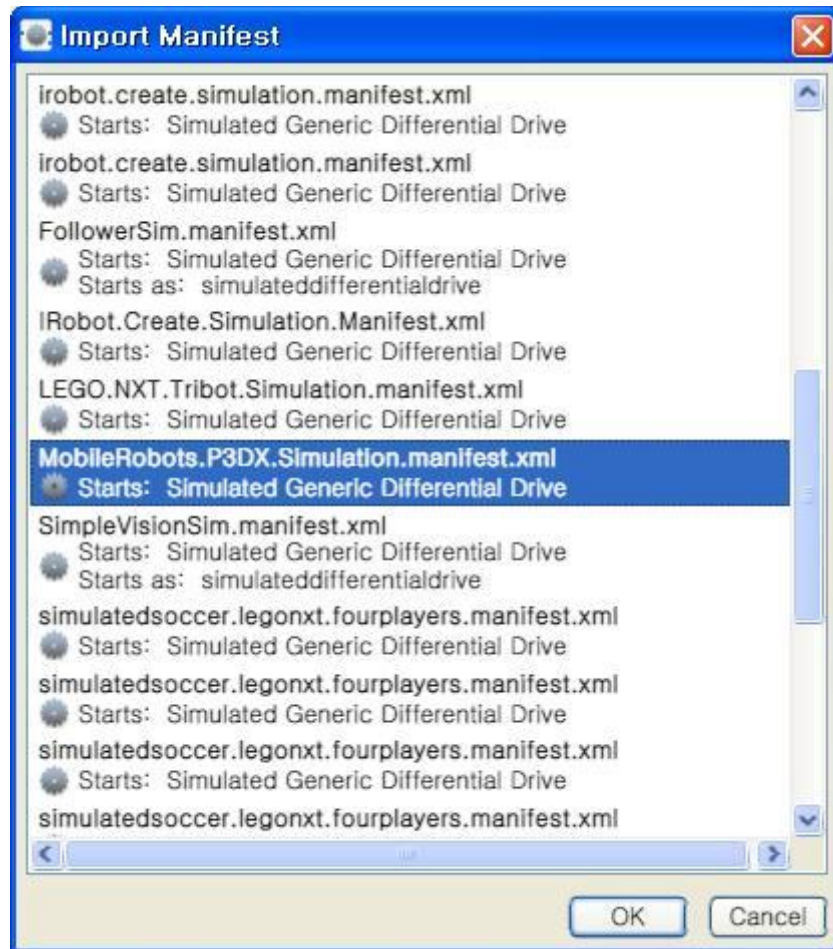 Import Manifest
irobot.create.simulation.manifest.xml
Starts: Simulated Generic Differential Drive
irobot.create.simulation.manifest.xml
Starts: Simulated Generic Differential Drive
FollowerSim.manifest.xml
Starts: Simulated Generic Differential Drive
Starts as: simulateddifferentialdrive
IRobot.Create.Simulation.Manifest.xml
Starts: Simulated Generic Differential Drive
LEGO.NXT.Tribot.Simulation.manifest.xml
Starts: Simulated Generic Differential Drive
MobileRobots.P3DX.Simulation.manifest.xml
Starts: Simulated Generic Differential Drive
SimpleVisionSim.manifest.xml
Starts: Simulated Generic Differential Drive
Starts as: simulateddifferentialdrive
simulatedsoccer.legonxt.fourplayers.manifest.xml
Starts: Simulated Generic Differential Drive
simulatedsoccer.legonxt.fourplayers.manifest.xml
Starts: Simulated Generic Differential Drive
simulatedsoccer.legonxt.fourplayers.manifest.xml
Starts: Simulated Generic Differential Drive
simulatedsoccer.legonxt.fourplayers.manifest.xml
OK Cancel